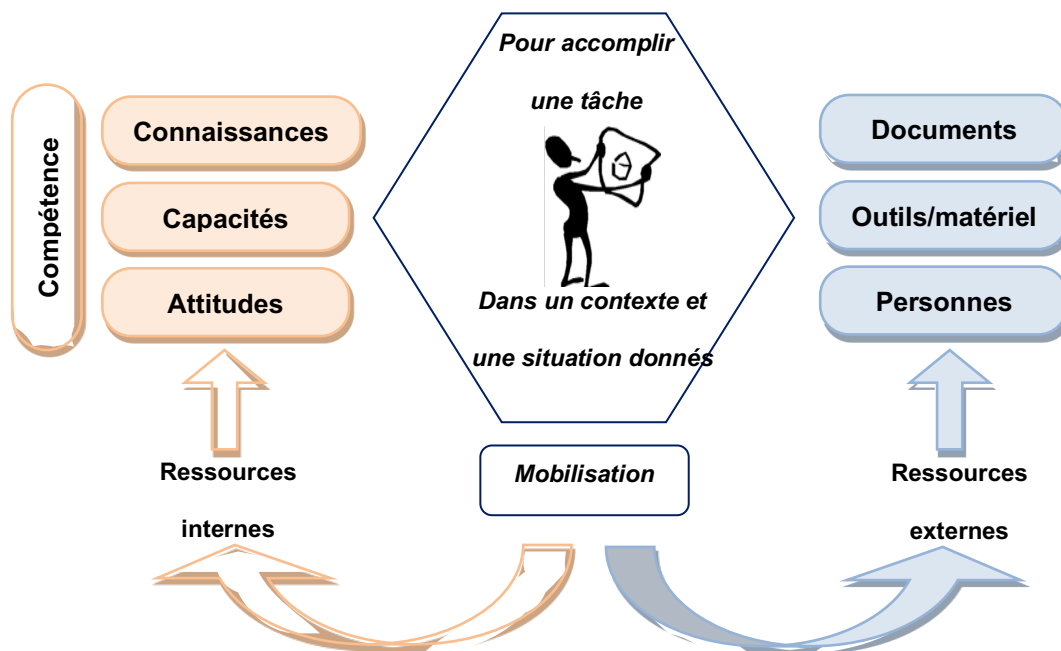 Pour accomplir
une tâche
Compétence
Connaissances
Capacités
Attitudes
Documents
Outils/matériel
Personnes
Dans un contexte et
une situation donnés
Ressources
internes
Mobilisation
Ressources
externes